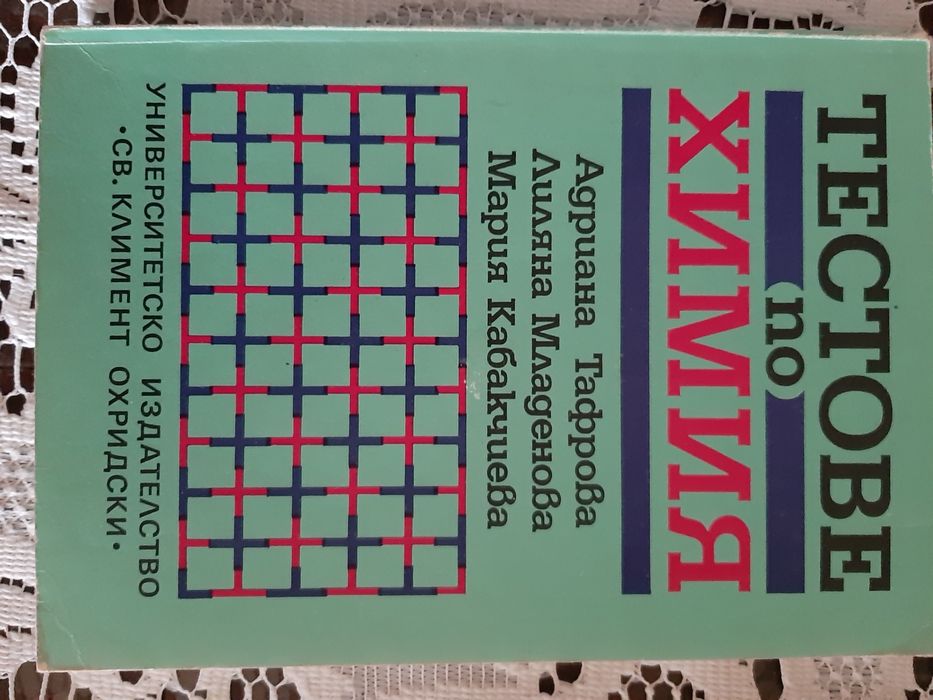 ТЕСТОВЕ
по
ХИМИЯ
Адриана Тафрова
Лиляна Младенова
Мария Кабакчиева
УНИВЕРСИТЕТСКО ИЗДАТЕЛСТВО
•СВ. КЛИМЕНТ ОХРИДСКИ•